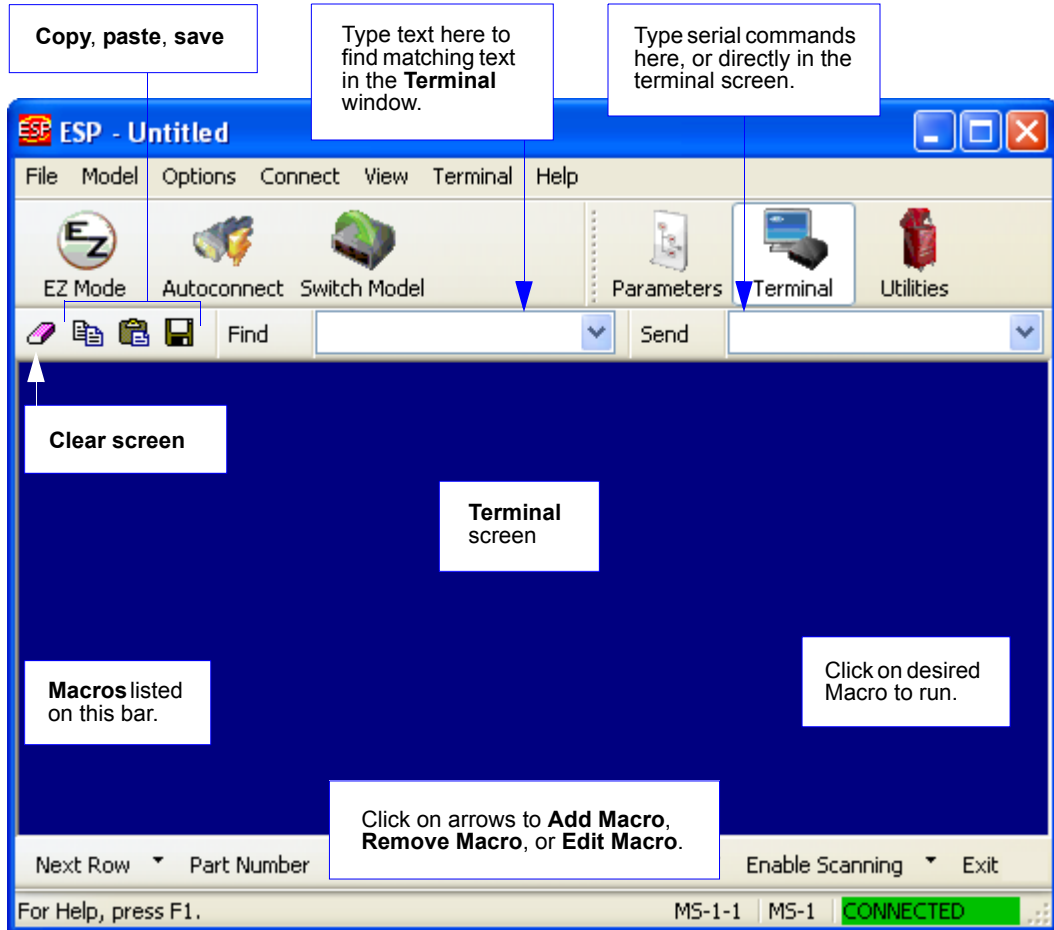 Copy, paste, save
Type text here to
find matching text
in the Terminal
window.
Type serial commands
here, or directly in the
terminal screen.
ESP
ESP - Untitled
File Model Options Connect View Terminal Help
EZ
EZ Mode Autoconnect Switch Model Parameters Terminal Utilities
Find Send
Clear screen
Terminal
screen
Macros listed
on this bar.
Click on desired
Macro to run.
Click on arrows to Add Macro,
Remove Macro, or Edit Macro.
Next Row Part Number Enable Scanning Exit
For Help, press F1. MS-1-1 MS-1 CONNECTED